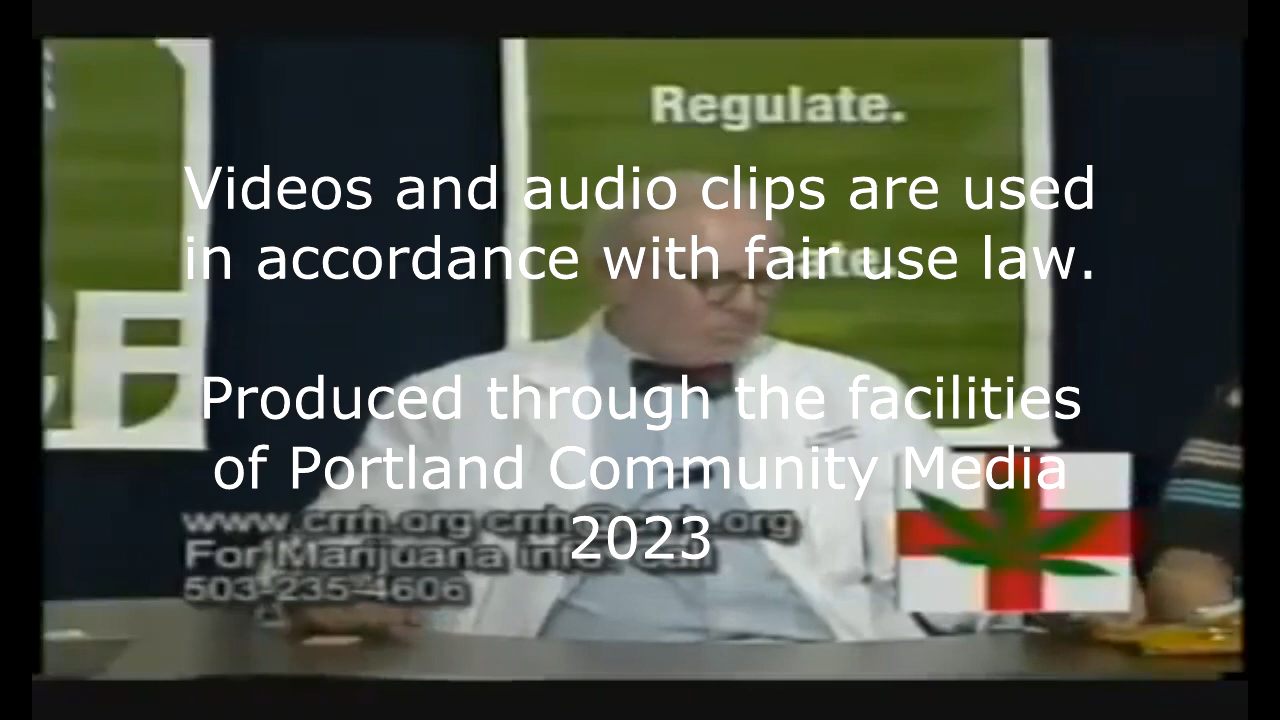 Regulate.
Videos and audio clips are used
in accordance with fair use law.
ate.
Produced through the facilities
of Portland Community Media
2023
www.crrh.org crrh@crrh.org
For Marijuana info. call
503-235-4606